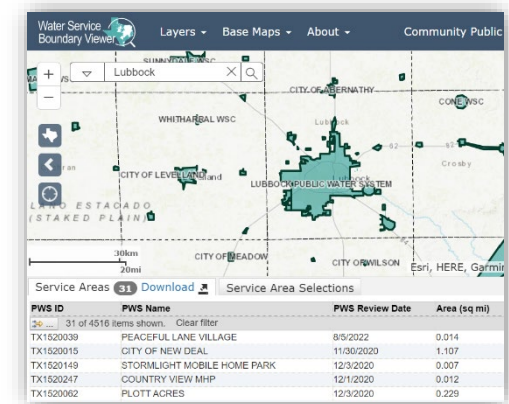 Water Service
Boundary Viewer
Layers
Base Maps
About
Community Public
SUNNYDALE WSC
Lubbock
CITY OF ABERNATHY
CONE WSC
WHITHARRAL WSC
Lubbock
82
Crosby
CITY OF LEVELLAND
LUBBOCK PUBLIC WATER SYSTEM
Lubbock
LLANO ESTACADO
(STAKED PLAIN)
30km
20mi
CITY OF MEADOW
CITY OF WILSON
Esri, HERE, Garmin
Service Areas 31 Download
Service Area Selections
PWS ID PWS Name PWS Review Date Area (sq mi)
... 31 of 4516 items shown. Clear filter
TX1520039 PEACEFUL LANE VILLAGE 8/5/2022 0.014
TX1520015 CITY OF NEW DEAL 11/30/2020 1.107
TX1520149 STORMLIGHT MOBILE HOME PARK 12/3/2020 0.007
TX1520247 COUNTRY VIEW MHP 12/1/2020 0.012
TX1520062 PLOTT ACRES 12/3/2020 0.229